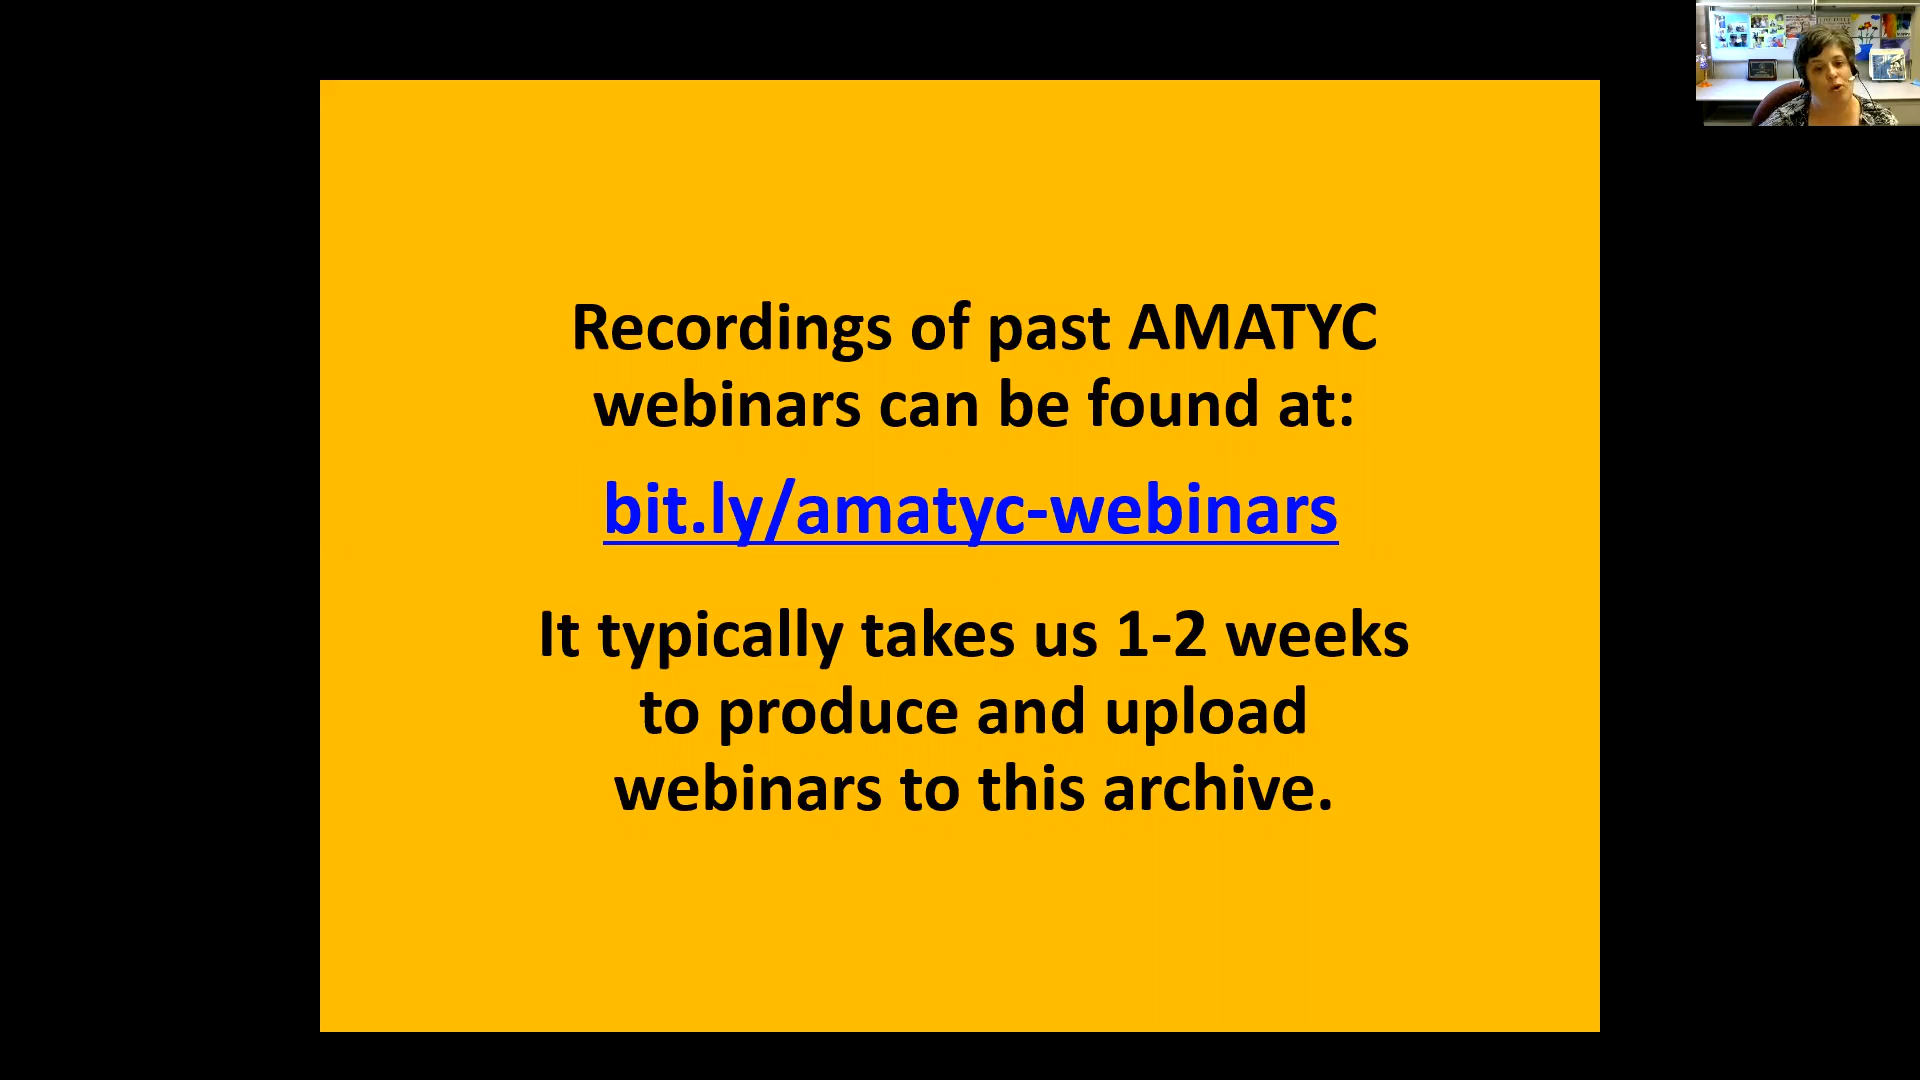 Recordings of past AMATYC
webinars can be found at:
bit.ly/amatyc-webinars
It typically takes us 1-2 weeks
to produce and upload
webinars to this archive.